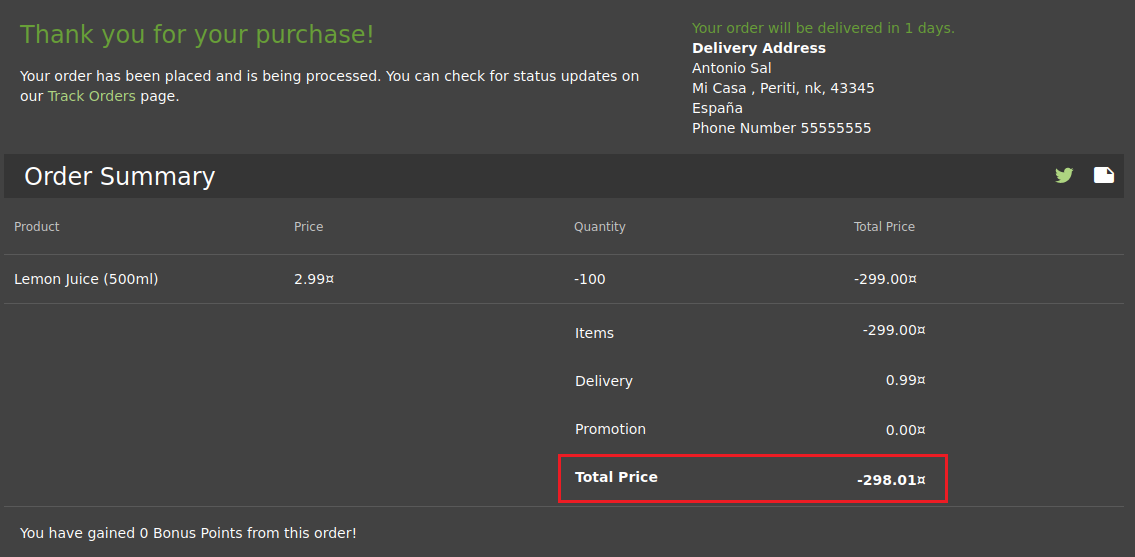 Thank you for your purchase!
Your order has been placed and is being processed. You can check for status updates on
our Track Orders page.
Your order will be delivered in 1 days.
Delivery Address
Antonio Sal
Mi Casa , Periti, nk, 43345
España
Phone Number 55555555
Order Summary
Product Price Quantity Total Price
Lemon Juice (500ml) 2.99¤ -100 -299.00¤
Items -299.00¤
Delivery 0.99¤
Promotion 0.00¤
Total Price -298.01¤
You have gained 0 Bonus Points from this order!